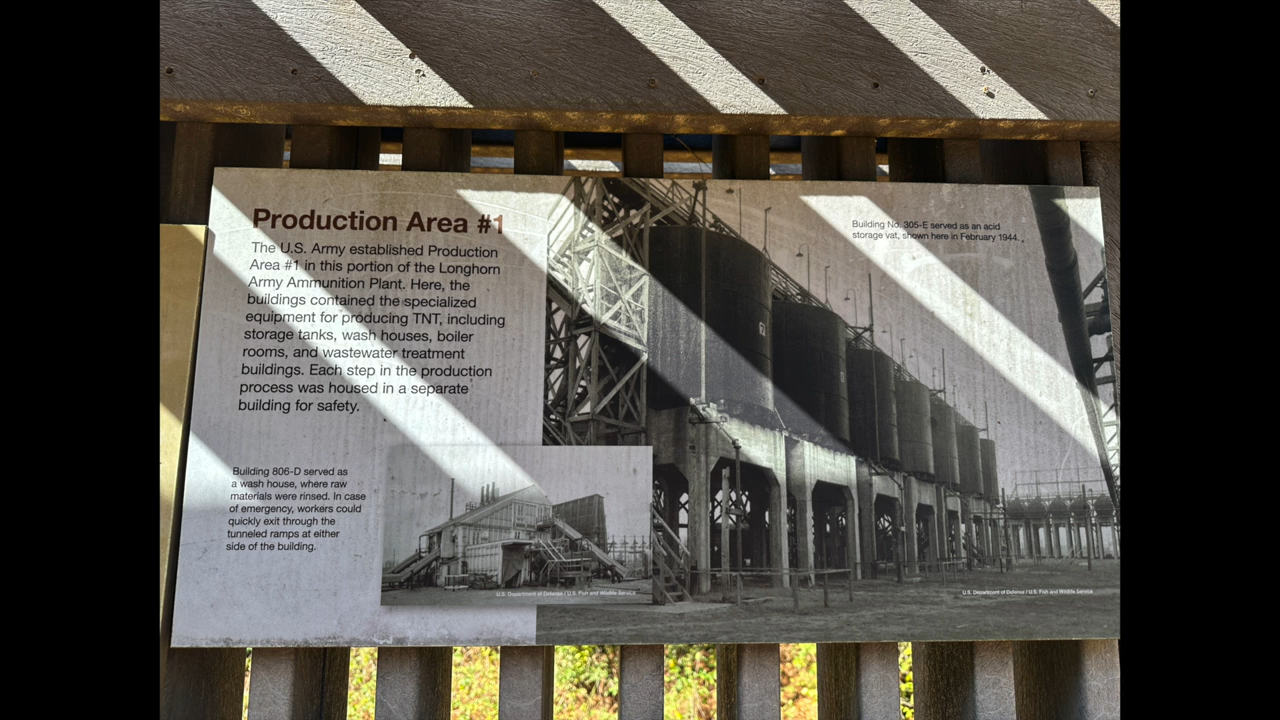 Production Area #1
The U.S. Army established Production
Area #1 in this portion of the Longhorn
Army Ammunition Plant. Here, the
buildings contained the specialized
equipment for producing TNT, including
storage tanks, wash houses, boiler
rooms, and wastewater treatment
buildings. Each step in the production
process was housed in a separate
building for safety.
Building No. 305-E served as an acid
storage vat, shown here in February 1944.
Building 806-D served as
a wash house, where raw
materials were rinsed. In case
of emergency, workers could
quickly exit through the
tunneled ramps at either
side of the building.
U.S. Department of Defense / U.S. Fish and Wildlife Service
U.S. Department of Defense / U.S. Fish and Wildlife Service